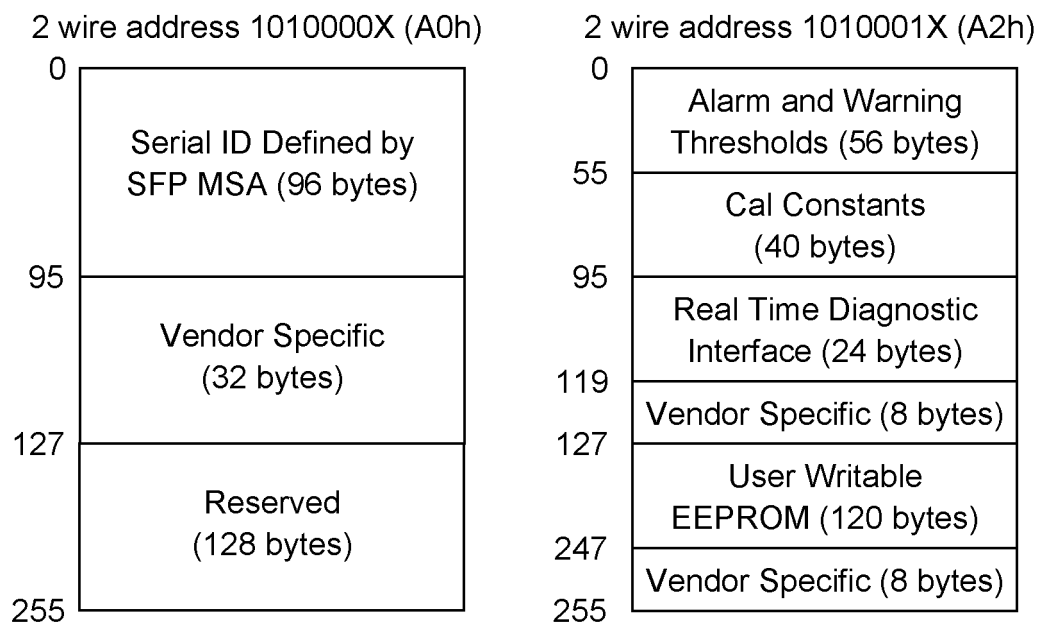 2 wire address 1010000X (A0h)
0
Serial ID Defined by
SFP MSA (96 bytes)
95
Vendor Specific
(32 bytes)
127
Reserved
(128 bytes)
255
2 wire address 1010001X (A2h)
0
Alarm and Warning
Thresholds (56 bytes)
55
Cal Constants
(40 bytes)
95
Real Time Diagnostic
Interface (24 bytes)
119
Vendor Specific (8 bytes)
127
User Writable
EEPROM (120 bytes)
247
Vendor Specific (8 bytes)
255